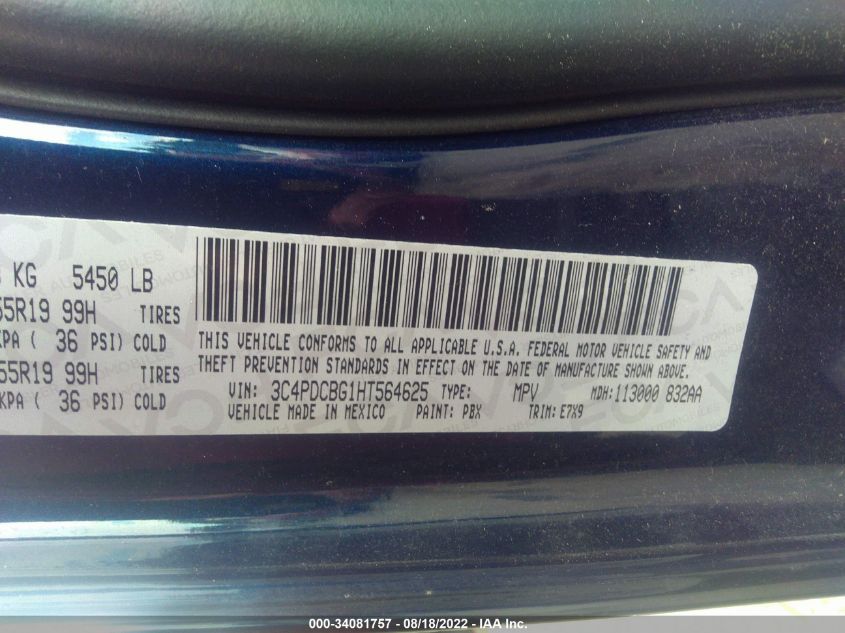 KG 5450 LB
55R19 99H TIRES
KPA ( 36 PSI) COLD
55R19 99H TIRES
KPA ( 36 PSI) COLD
THIS VEHICLE CONFORMS TO ALL APPLICABLE U.S.A. FEDERAL MOTOR VEHICLE SAFETY AND
THEFT PREVENTION STANDARDS IN EFFECT ON THE DATE OF MANUFACTURE SHOWN ABOVE.
VIN: 3C4PDCBG1HT564625 TYPE: MPV MDH: 113000 832AA
VEHICLE MADE IN MEXICO PAINT: PBX TRIM: E7X9
000-34081757 - 08/18/2022 - IAA Inc.